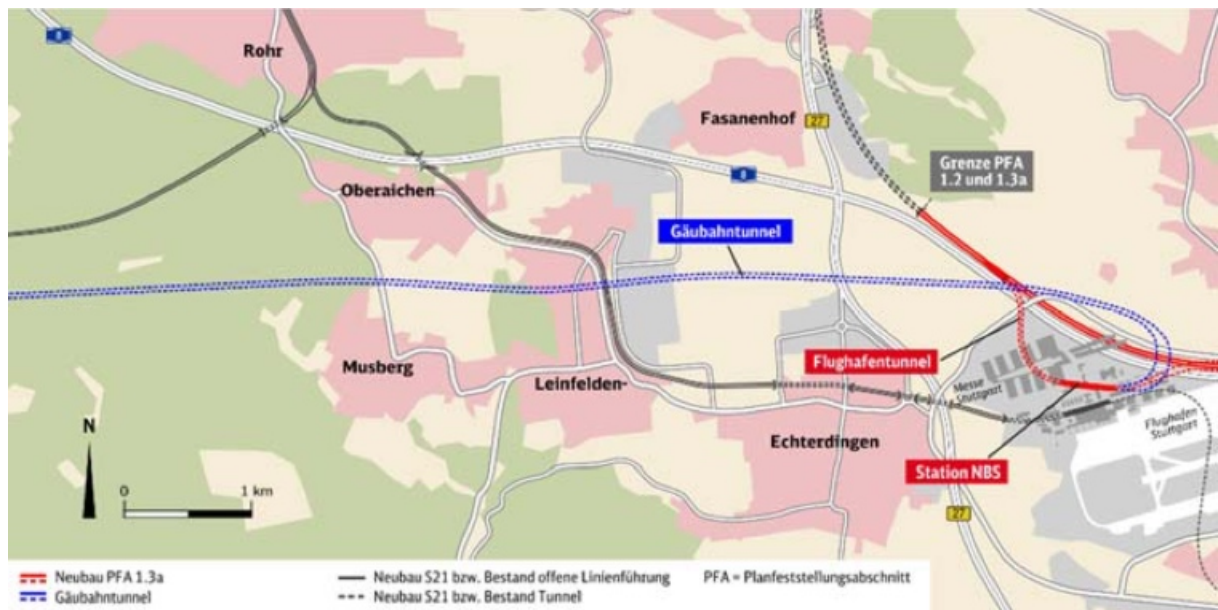 8
Rohr
Fasanenhof
27
Grenze PFA
1.2 und 1.3a
8
Oberaichen
Gäubahntunnel
Flughafentunnel
Musberg
Leinfelden-
Messe
Stuttgart
Flughafen
Stuttgart
Echterdingen
Station NBS
27
N
0 1 km
Neubau PFA 1.3a
Gäubahntunnel
Neubau S21 bzw. Bestand offene Linienführung
Neubau S21 bzw. Bestand Tunnel
PFA = Planfeststellungsabschnitt